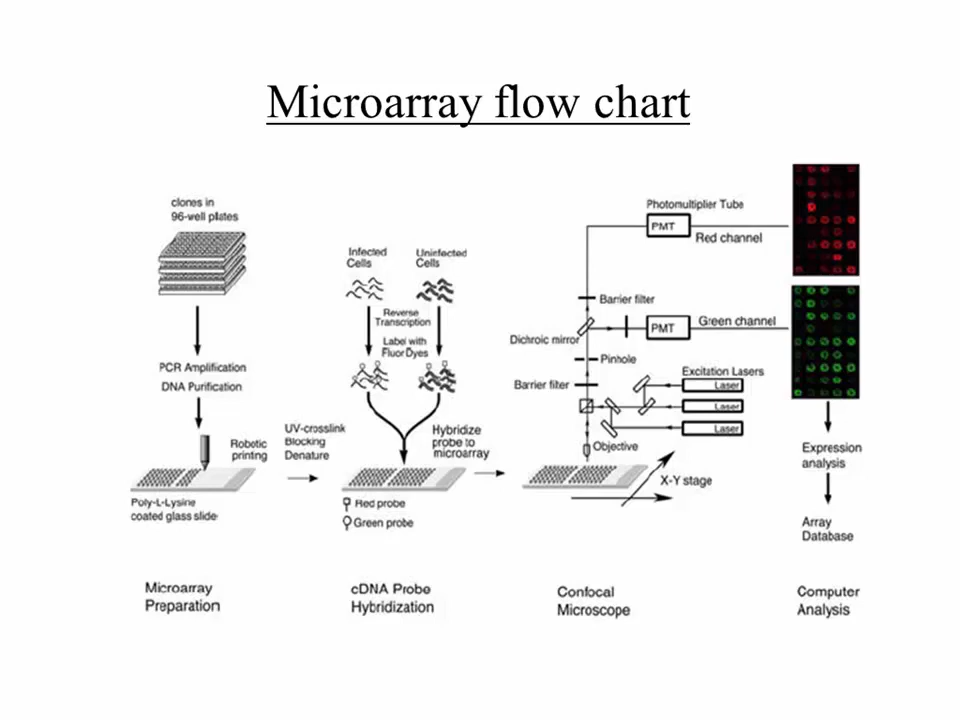 Microarray flow chart
clones in
96-well plates
PCR Amplification
DNA Purification
Robotic
printing
Poly-L-Lysine
coated glass slide
Microarray
Preparation
UV-crosslink
Blocking
Denature
Infected
Cells
Uninfected
Cells
Reverse
Transcription
Label with
Fluor Dyes
Hybridize
probe to
microarray
Red probe
Green probe
cDNA Probe
Hybridization
Photomultiplier Tube
PMT
Red channel
Barrier filter
Dichroic mirror
PMT
Green channel
Pinhole
Barrier filter
Excitation Lasers
Laser
Laser
Laser
Objective
X-Y stage
Confocal
Microscope
Expression
analysis
Array
Database
Computer
Analysis